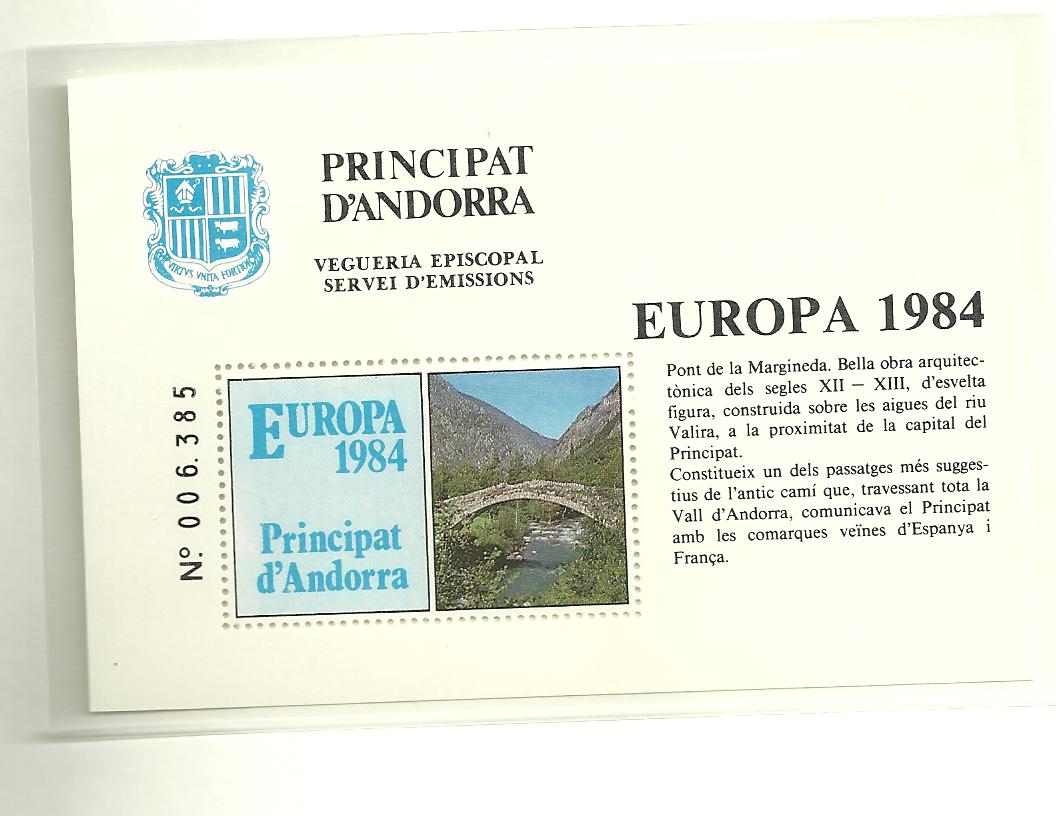 PRINCIPAT
D'ANDORRA
VEGUERIA EPISCOPAL
SERVEI D'EMISSIONS
VIRTVS VNITA FORTIOR
EUROPA 1984
Pont de la Margineda. Bella obra arquitec-
tònica dels segles XII – XIII, d'esvelta
figura, construida sobre les aigues del riu
Valira, a la proximitat de la capital del
Principat.
Constitueix un dels passatges més sugges-
tius de l'antic camí que, travessant tota la
Vall d'Andorra, comunicava el Principat
amb les comarques veïnes d'Espanya i
França.
Nº 006.385
EUROPA
1984
Principat
d'Andorra